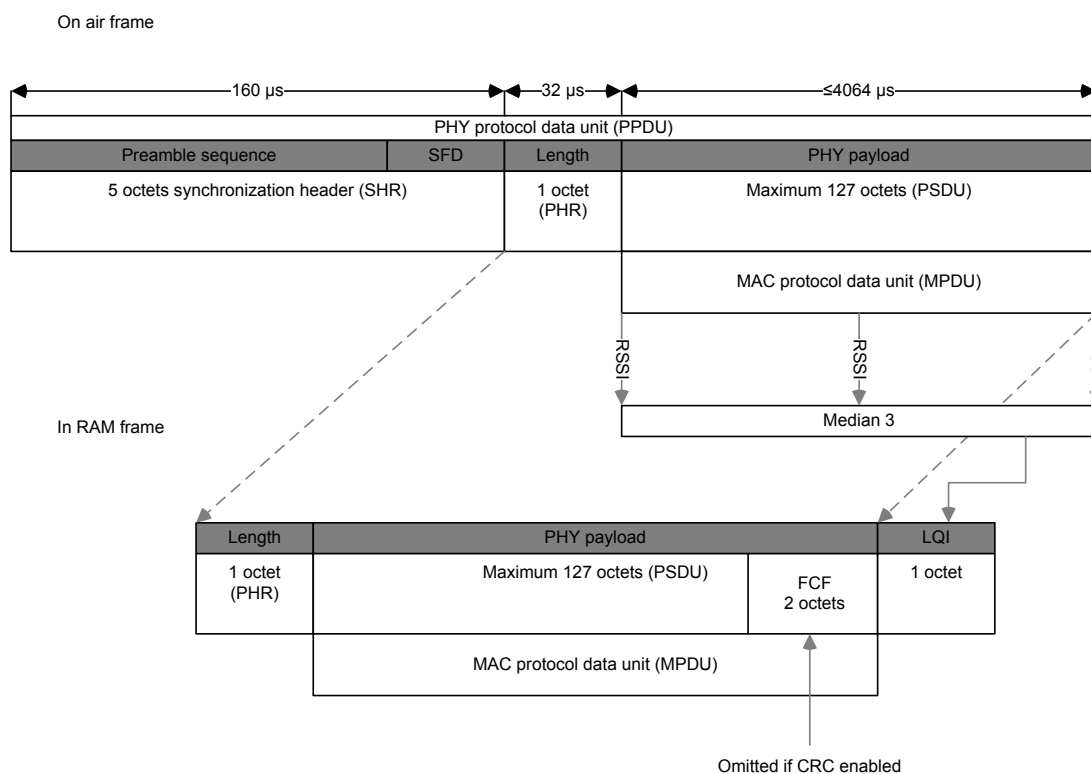 On air frame
160 µs
32 µs
≤4064 µs
PHY protocol data unit (PPDU)
Preamble sequence
SFD
Length
PHY payload
5 octets synchronization header (SHR)
1 octet
(PHR)
Maximum 127 octets (PSDU)
MAC protocol data unit (MPDU)
RSSI
RSSI
In RAM frame
Median 3
Length
PHY payload
LQI
1 octet
(PHR)
Maximum 127 octets (PSDU)
FCF
2 octets
1 octet
MAC protocol data unit (MPDU)
Omitted if CRC enabled